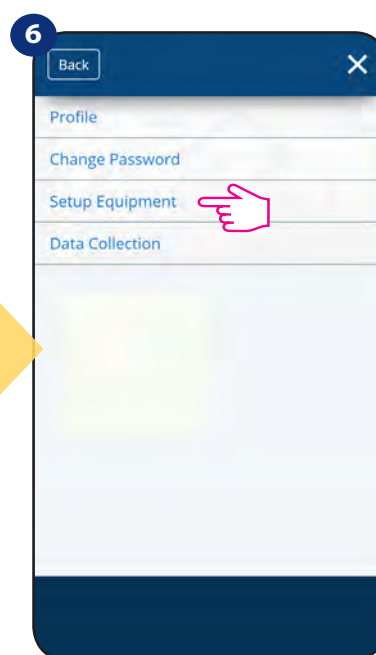 6
Back
Profile
Change Password
Setup Equipment
Data Collection